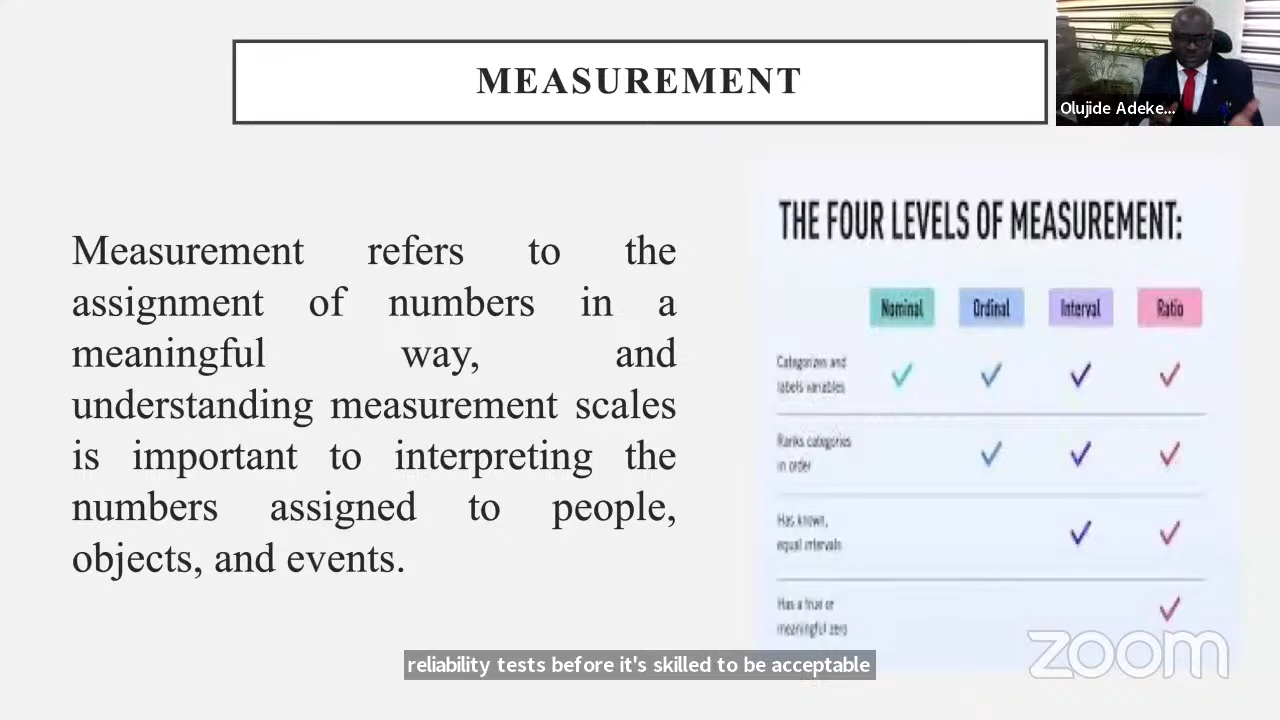 MEASUREMENT
Olujide Adeke...
Measurement refers to the
assignment of numbers in a
meaningful way, and
understanding measurement scales
is important to interpreting the
numbers assigned to people,
objects, and events.
THE FOUR LEVELS OF MEASUREMENT:
Nominal Ordinal Interval Ratio
Categorizes and
labels variables
Ranks categories
in order
Has known,
equal intervals
Has a true or
meaningful zero
zoom
reliability tests before it's skilled to be acceptable